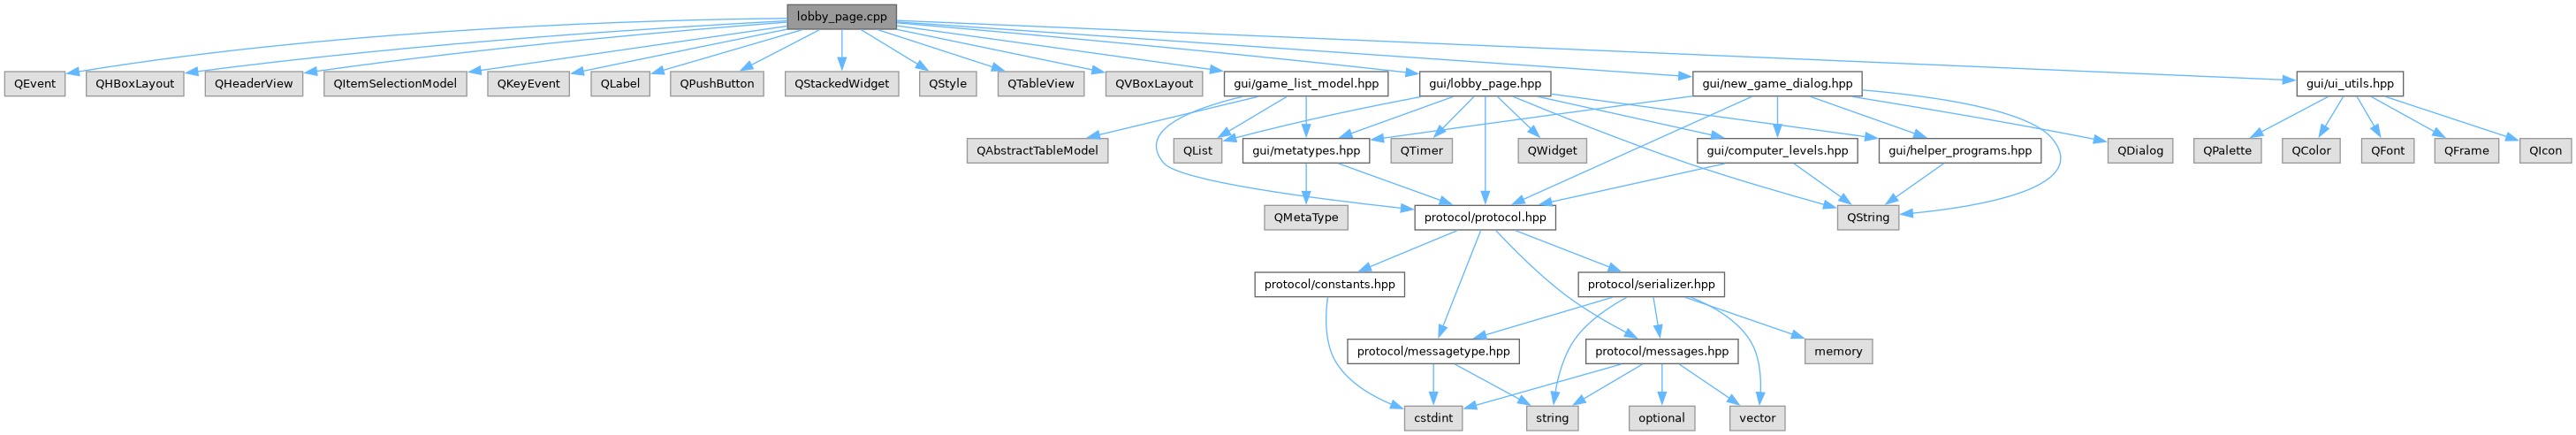 lobby_page.cpp
QEvent
QHBoxLayout
QHeaderView
QItemSelectionModel
QKeyEvent
QLabel
QPushButton
QStackedWidget
QStyle
QTableView
QVBoxLayout
gui/game_list_model.hpp
gui/lobby_page.hpp
gui/new_game_dialog.hpp
gui/ui_utils.hpp
QAbstractTableModel
QList
gui/metatypes.hpp
QTimer
QWidget
gui/computer_levels.hpp
gui/helper_programs.hpp
QDialog
QPalette
QColor
QFont
QFrame
QIcon
QMetaType
protocol/protocol.hpp
QString
protocol/constants.hpp
protocol/serializer.hpp
protocol/messagetype.hpp
protocol/messages.hpp
memory
cstdint
string
optional
vector